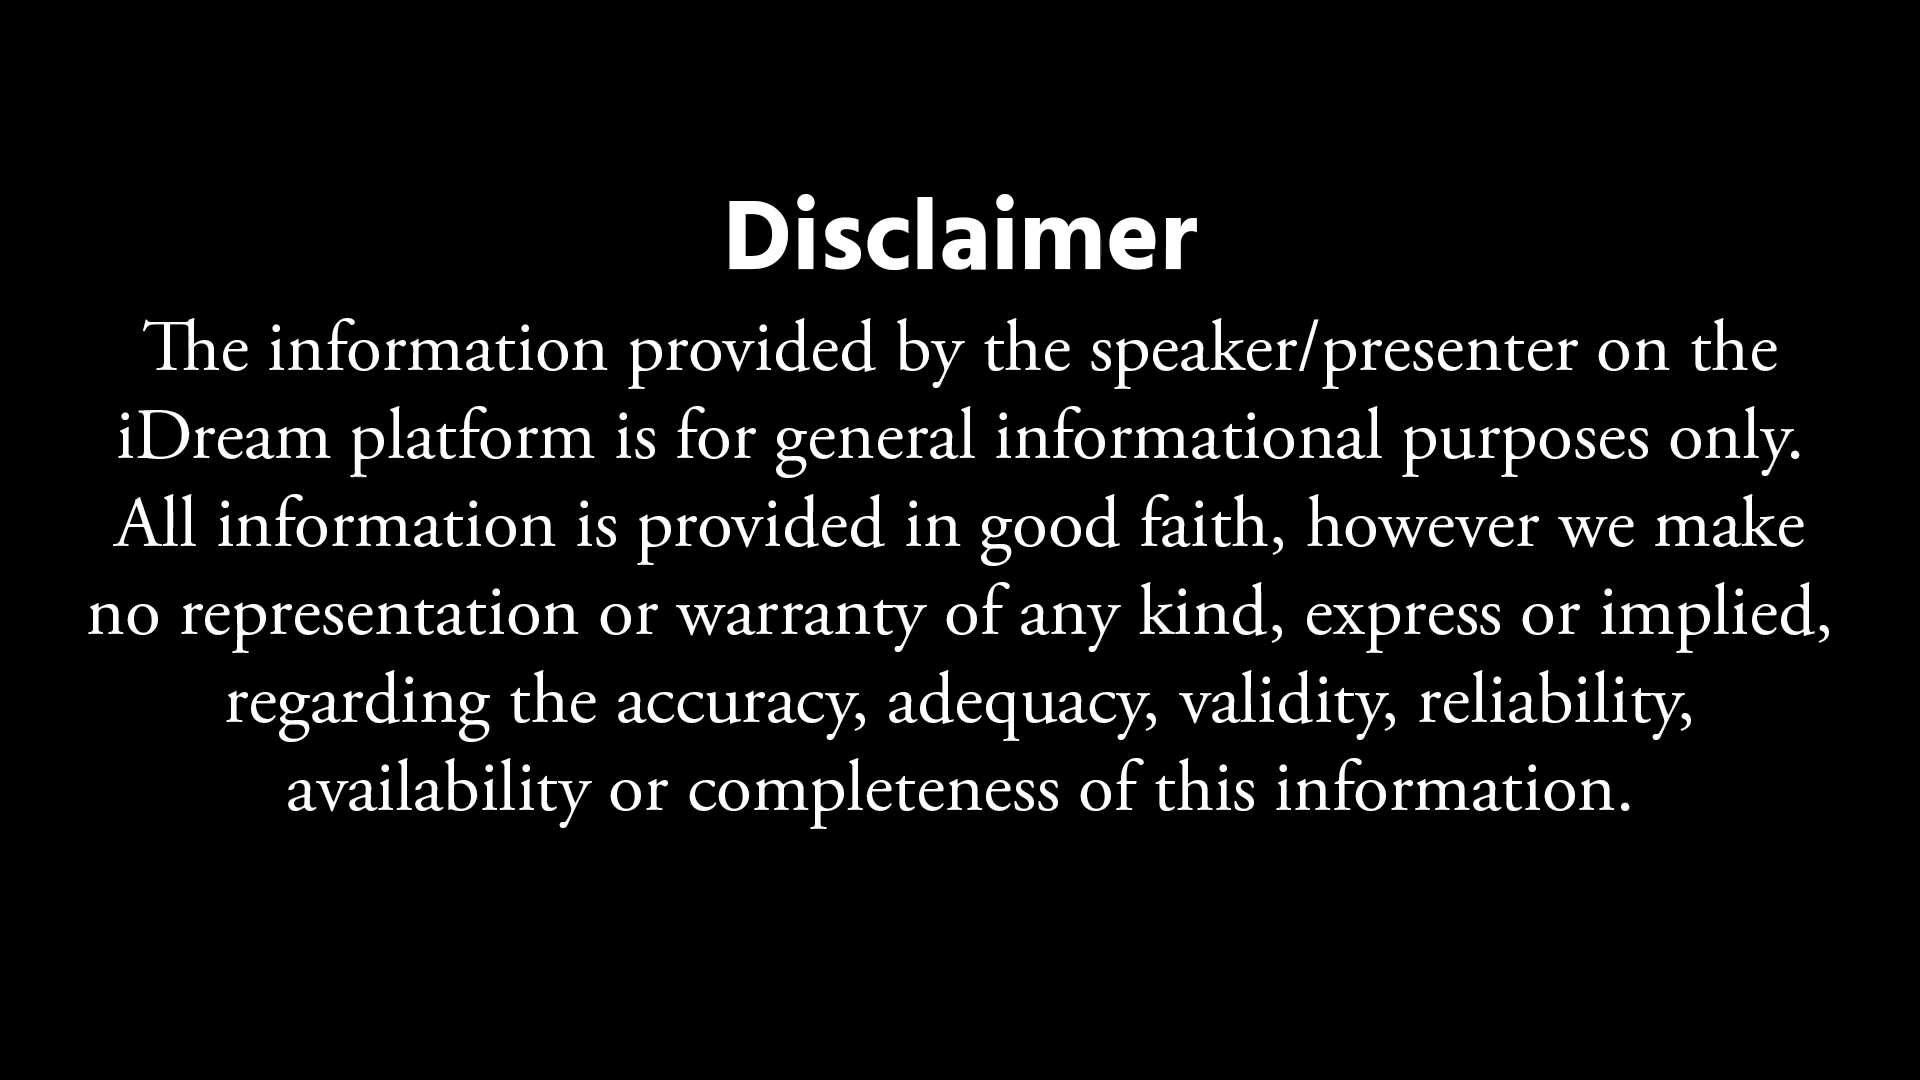 Disclaimer
The information provided by the speaker/presenter on the
iDream platform is for general informational purposes only.
All information is provided in good faith, however we make
no representation or warranty of any kind, express or implied,
regarding the accuracy, adequacy, validity, reliability,
availability or completeness of this information.